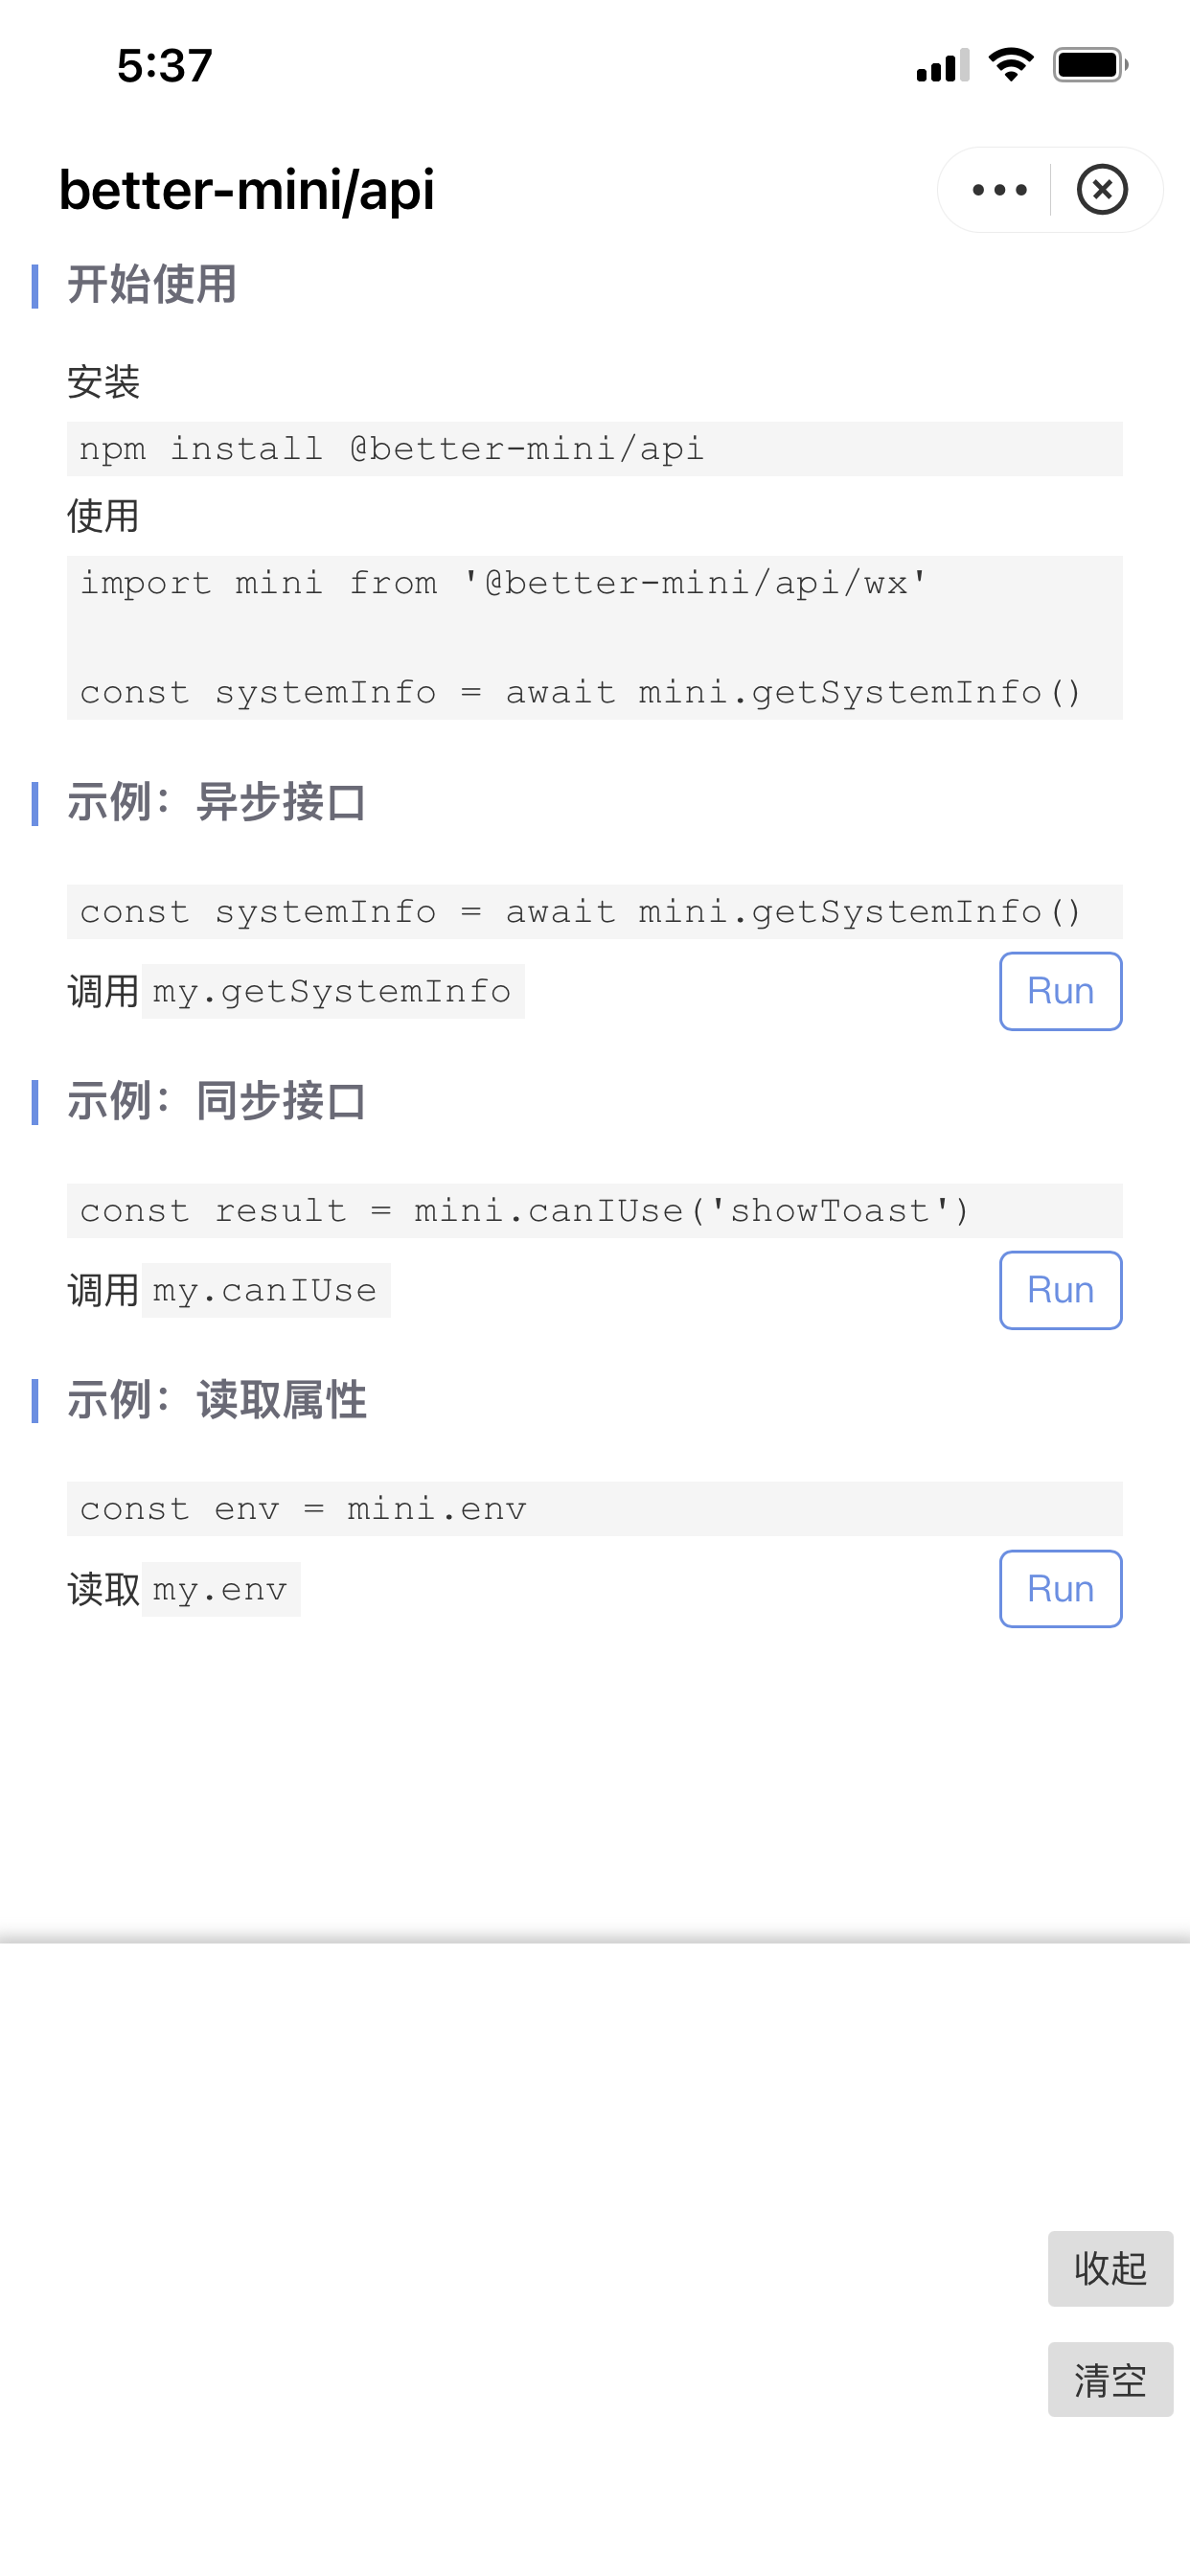 5:37
better-mini/api
开始使用
安装
npm install @better-mini/api
使用
import mini from '@better-mini/api/wx'
const systemInfo = await mini.getSystemInfo()
示例：异步接口
const systemInfo = await mini.getSystemInfo()
调用 my.getSystemInfo
Run
示例：同步接口
const result = mini.canIUse('showToast')
调用 my.canIUse
Run
示例：读取属性
const env = mini.env
读取 my.env
Run
收起
清空